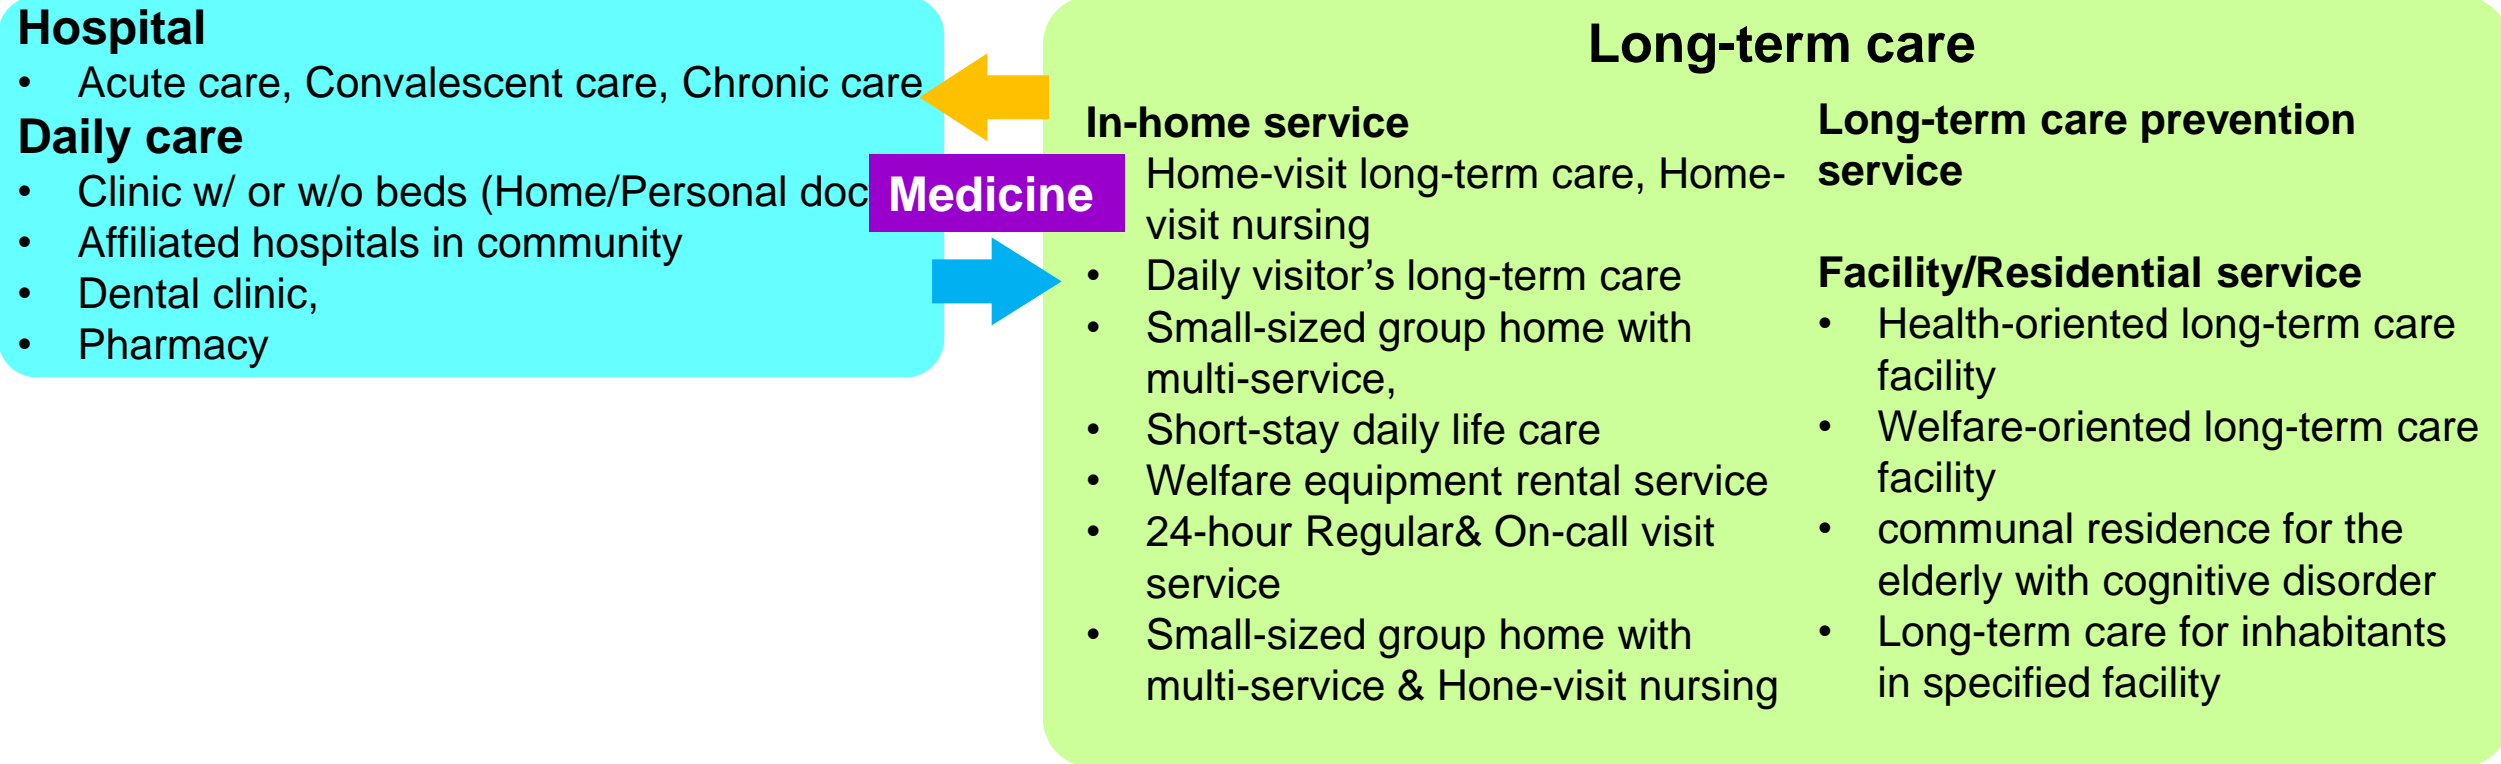 Hospital
• Acute care, Convalescent care, Chronic care
Daily care
• Clinic w/ or w/o beds (Home/Personal doc
• Affiliated hospitals in community
• Dental clinic,
• Pharmacy
Medicine
Long-term care
In-home service
Home-visit long-term care, Home-
visit nursing
• Daily visitor’s long-term care
• Small-sized group home with
multi-service,
• Short-stay daily life care
• Welfare equipment rental service
• 24-hour Regular& On-call visit
service
• Small-sized group home with
multi-service & Hone-visit nursing
Long-term care prevention
service
Facility/Residential service
• Health-oriented long-term care
facility
• Welfare-oriented long-term care
facility
• communal residence for the
elderly with cognitive disorder
• Long-term care for inhabitants
in specified facility